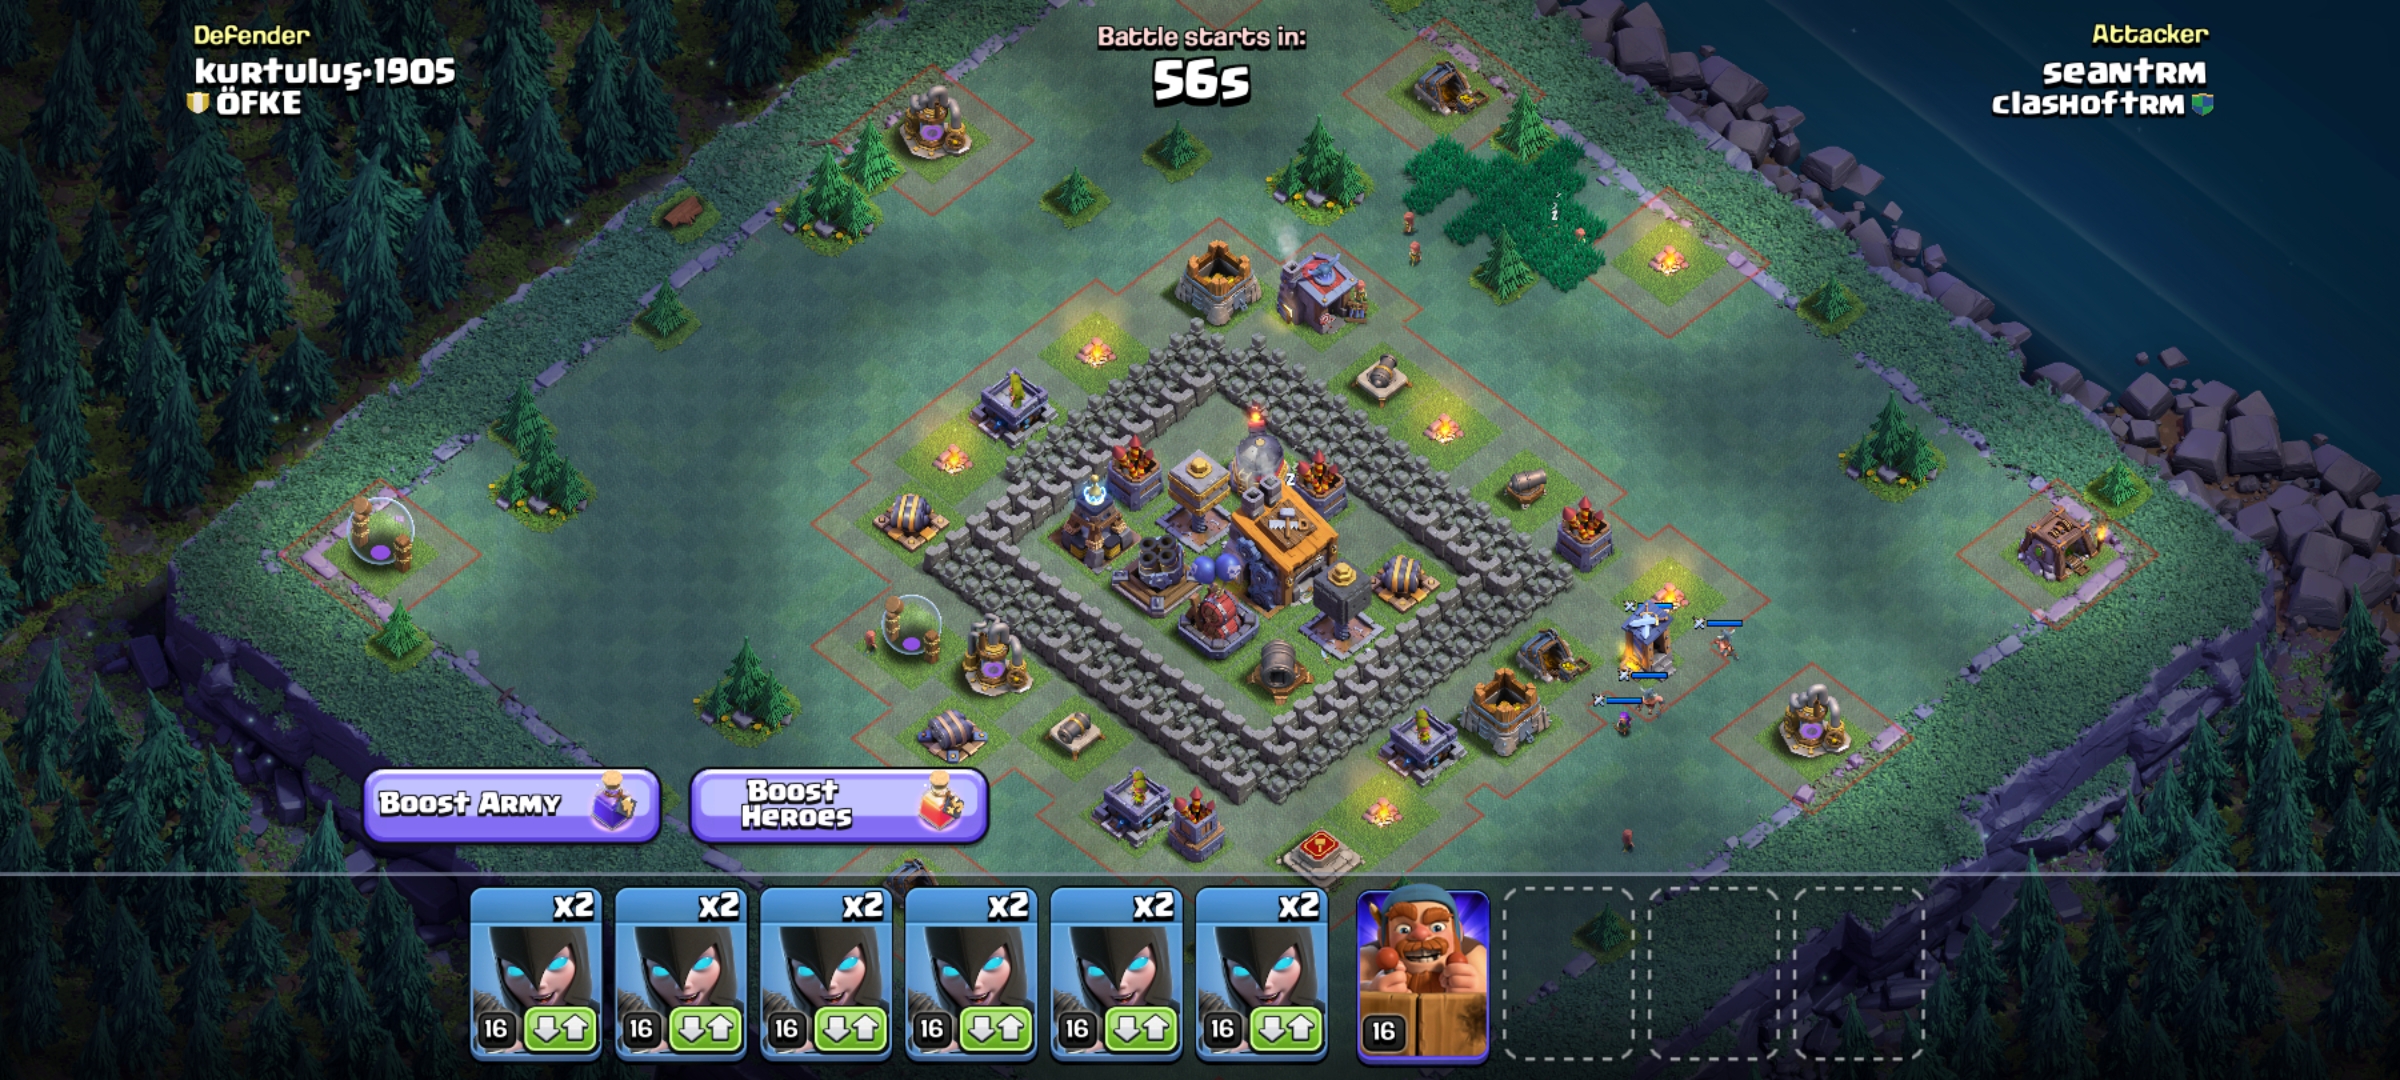 Defender
kurtuluş•1905
ÖFKE
Battle starts in:
56s
Attacker
seantRM
clashoftRM
z
z
Boost Army
Boost
Heroes
x2
x2
x2
x2
x2
x2
16
16
16
16
16
16
16